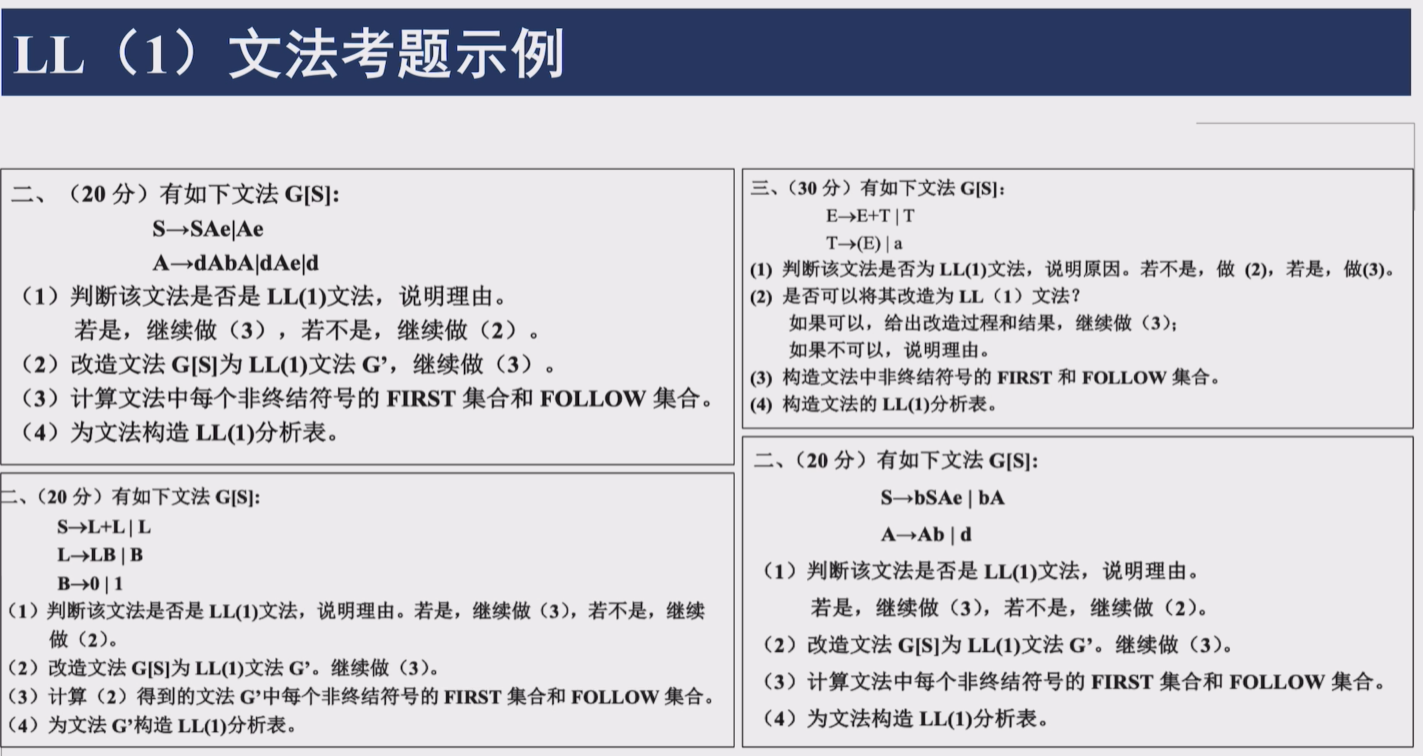 LL（1）文法考题示例
二、（20 分）有如下文法 G[S]:
S→SAe|Ae
A→dAbA|dAe|d
（1）判断该文法是否是 LL(1)文法，说明理由。
若是，继续做（3），若不是，继续做（2）。
（2）改造文法 G[S]为 LL(1)文法 G’，继续做（3）。
（3）计算文法中每个非终结符号的 FIRST 集合和 FOLLOW 集合。
（4）为文法构造 LL(1)分析表。
二、（20 分）有如下文法 G[S]:
S→L+L | L
L→LB | B
B→0 | 1
（1）判断该文法是否是 LL(1)文法，说明理由。若是，继续做（3），若不是，继续
做（2）。
（2）改造文法 G[S]为 LL(1)文法 G’。继续做（3）。
（3）计算（2）得到的文法 G’中每个非终结符号的 FIRST 集合和 FOLLOW 集合。
（4）为文法 G’构造 LL(1)分析表。
三、（30 分）有如下文法 G[S]:
E→E+T | T
T→(E) | a
(1) 判断该文法是否为 LL(1)文法，说明原因。若不是，做 (2)，若是，做(3)。
(2) 是否可以将其改造为 LL（1）文法？
如果可以，给出改造过程和结果，继续做（3）；
如果不可以，说明理由。
(3) 构造文法中非终结符号的 FIRST 和 FOLLOW 集合。
(4) 构造文法的 LL(1)分析表。
二、（20 分）有如下文法 G[S]:
S→bSAe | bA
A→Ab | d
（1）判断该文法是否是 LL(1)文法，说明理由。
若是，继续做（3），若不是，继续做（2）。
（2）改造文法 G[S]为 LL(1)文法 G’。继续做（3）。
（3）计算文法中每个非终结符号的 FIRST 集合和 FOLLOW 集合。
（4）为文法构造 LL(1)分析表。